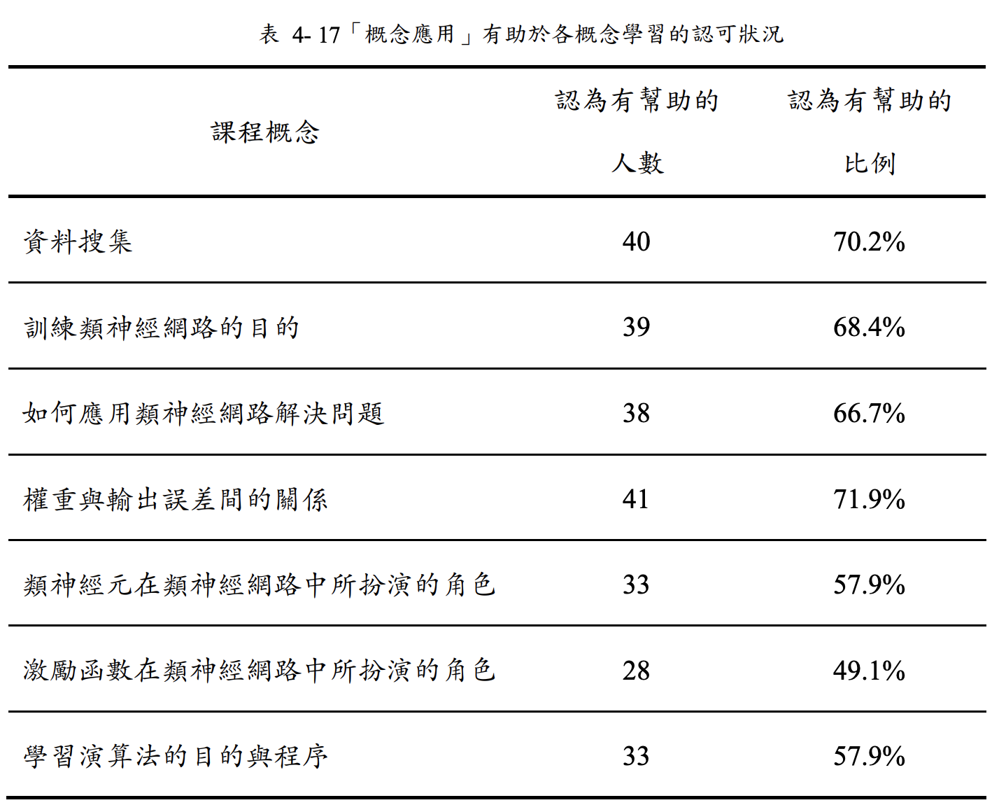 表 4- 17「概念應用」有助於各概念學習的認可狀況
課程概念 認為有幫助的人數 認為有幫助的比例
資料搜集 40 70.2%
訓練類神經網路的目的 39 68.4%
如何應用類神經網路解決問題 38 66.7%
權重與輸出誤差間的關係 41 71.9%
類神經元在類神經網路中所扮演的角色 33 57.9%
激勵函數在類神經網路中所扮演的角色 28 49.1%
學習演算法的目的與程序 33 57.9%